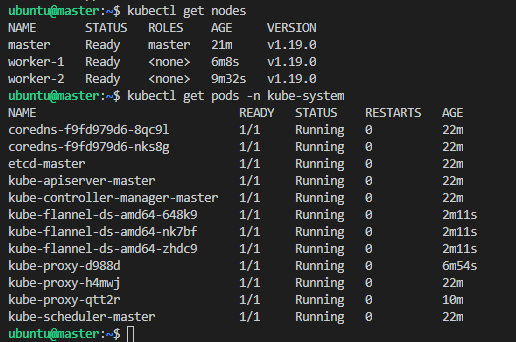 ubuntu@master:~$ kubectl get nodes
NAME STATUS ROLES AGE VERSION
master Ready master 21m v1.19.0
worker-1 Ready <none> 6m8s v1.19.0
worker-2 Ready <none> 9m32s v1.19.0
ubuntu@master:~$ kubectl get pods -n kube-system
NAME READY STATUS RESTARTS AGE
coredns-f9fd979d6-8qc9l 1/1 Running 0 22m
coredns-f9fd979d6-nks8g 1/1 Running 0 22m
etcd-master 1/1 Running 0 22m
kube-apiserver-master 1/1 Running 0 22m
kube-controller-manager-master 1/1 Running 0 22m
kube-flannel-ds-amd64-648k9 1/1 Running 0 2m11s
kube-flannel-ds-amd64-nk7bf 1/1 Running 0 2m11s
kube-flannel-ds-amd64-zhdc9 1/1 Running 0 2m11s
kube-proxy-d988d 1/1 Running 0 6m54s
kube-proxy-h4mwj 1/1 Running 0 22m
kube-proxy-qtt2r 1/1 Running 0 10m
kube-scheduler-master 1/1 Running 0 22m
ubuntu@master:~$